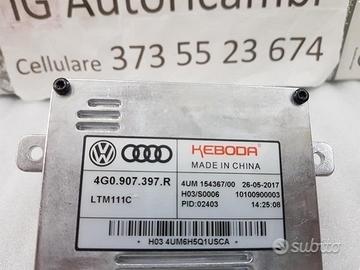 IG Autoricambi
Cellulare 373 55 23 674
KEBODA
MADE IN CHINA
4G0.907.397.R
LTM111C
4UM 154367/00 26-05-2017
H03/S0006 10100900003
PID:02403 14:25:08
H03 4UM6H5Q1USCA
subito